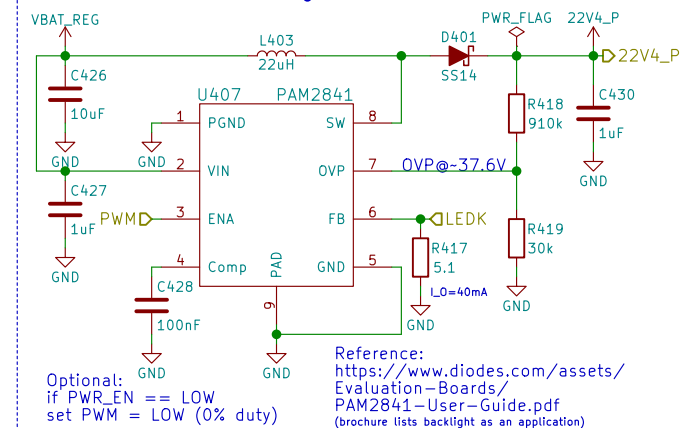 VBAT_REG
PWR_FLAG
22V4_P
L403
22uH
D401
SS14
22V4_P
C426
10uF
GND
U407
PAM2841
1
PGND
GND
SW
8
R418
910k
C430
1uF
GND
2
VIN
OVP
7
OVP@~37.6V
C427
1uF
GND
PWM
3
ENA
FB
6
LEDK
R419
30k
GND
R417
5.1
I_O=40mA
GND
4
Comp
PAD
GND
5
9
C428
100nF
GND
GND
Optional:
if PWR_EN == LOW
set PWM = LOW (0% duty)
Reference:
https://www.diodes.com/assets/
Evaluation-Boards/
PAM2841-User-Guide.pdf
(brochure lists backlight as an application)